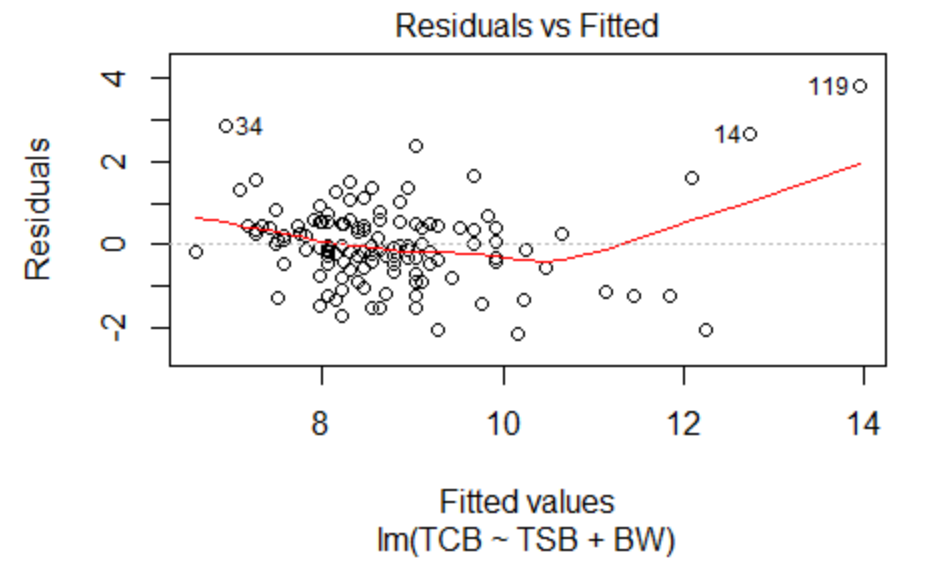 Residuals vs Fitted
4
119
14
34
2
Residuals
0
-2
8
10
12
14
Fitted values
lm(TCB ~ TSB + BW)